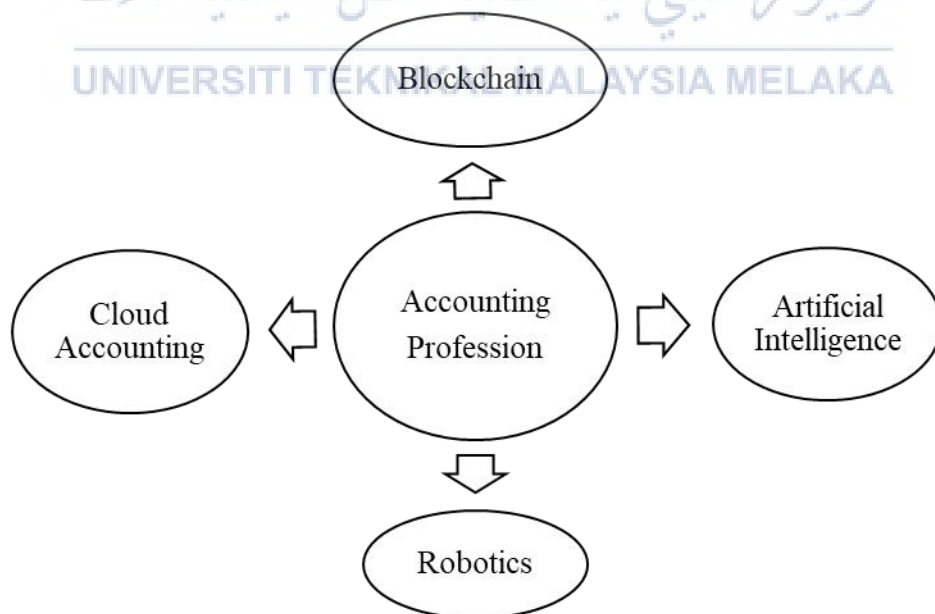 UNIVERSITI TEKNIKAL MALAYSIA MELAKA
Blockchain
Cloud
Accounting
Accounting
Profession
Artificial
Intelligence
Robotics